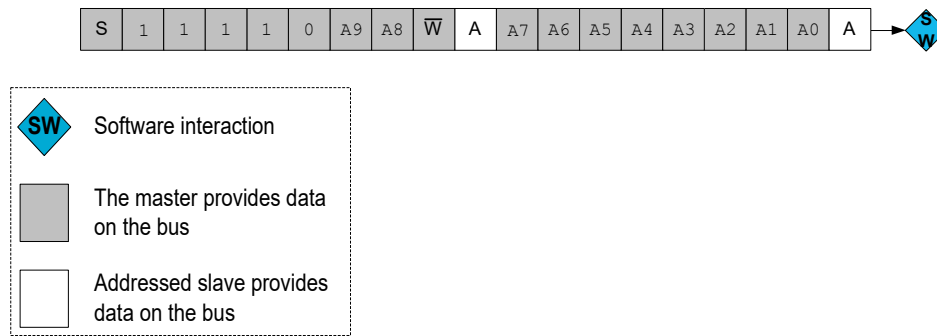 S 1 1 1 1 0 A9 A8 W̅ A A7 A6 A5 A4 A3 A2 A1 A0 A S W
SW Software interaction
The master provides data
on the bus
Addressed slave provides
data on the bus